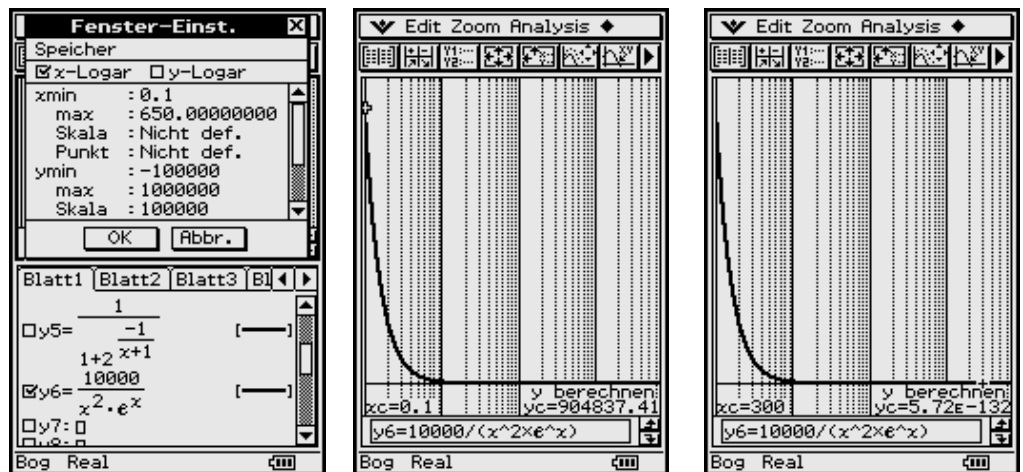 Fenster-Einst.
Speicher
x-Logar y-Logar
xmin :0.1
max :650.00000000
Skala :Nicht def.
Punkt :Nicht def.
ymin :-100000
max :1000000
Skala :100000
OK Abbr.
Blatt1 Blatt2 Blatt3 Bl
y5= 1
1+2
-1
x+1
[—]
y6= 10000
x²·e^x
[—]
y7:
y8:
Bog Real
Edit Zoom Analysis
y berechnen
xc=0.1 yc=904837.41
y6=10000/(x^2×e^x)
Bog Real
Edit Zoom Analysis
y berechnen
xc=300 yc=5.72E-132
y6=10000/(x^2×e^x)
Bog Real